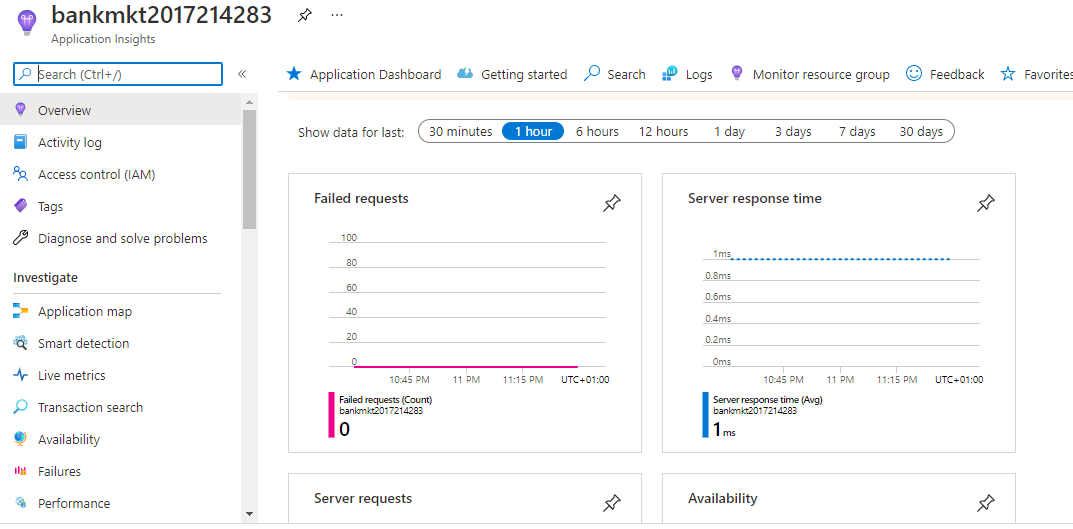 bankmkt2017214283
...
Application Insights
Search (Ctrl+/)
«
Overview
Activity log
Access control (IAM)
Tags
Diagnose and solve problems
Investigate
Application map
Smart detection
Live metrics
Transaction search
Availability
Failures
Performance
Application Dashboard Getting started Search Logs Monitor resource group Feedback Favorites
Show data for last: 30 minutes 1 hour 6 hours 12 hours 1 day 3 days 7 days 30 days
Failed requests
100
80
60
40
20
0
10:45 PM 11 PM 11:15 PM UTC+01:00
Failed requests (Count)
bankmkt2017214283
0
Server response time
1ms
0.8ms
0.6ms
0.4ms
0.2ms
0ms
10:45 PM 11 PM 11:15 PM UTC+01:00
Server response time (Avg)
bankmkt2017214283
1 ms
Server requests
Availability